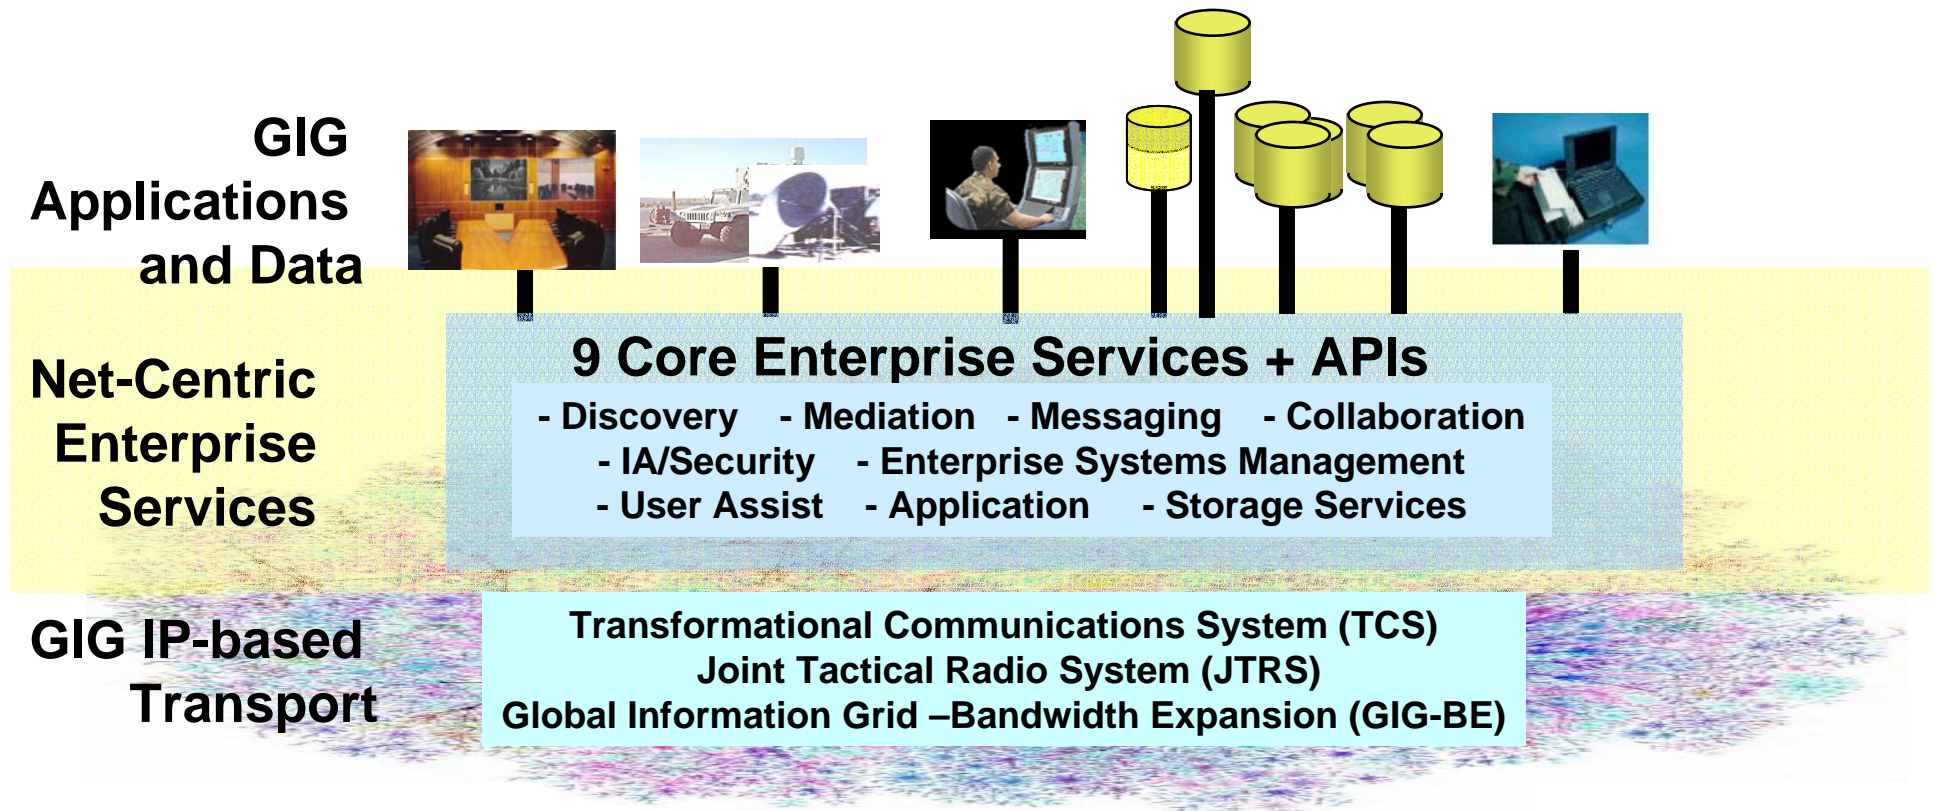 GIG
Applications
and Data
Net-Centric
Enterprise
Services
9 Core Enterprise Services + APIs
- Discovery - Mediation - Messaging - Collaboration
- IA/Security - Enterprise Systems Management
- User Assist - Application - Storage Services
GIG IP-based
Transport
Transformational Communications System (TCS)
Joint Tactical Radio System (JTRS)
Global Information Grid –Bandwidth Expansion (GIG-BE)